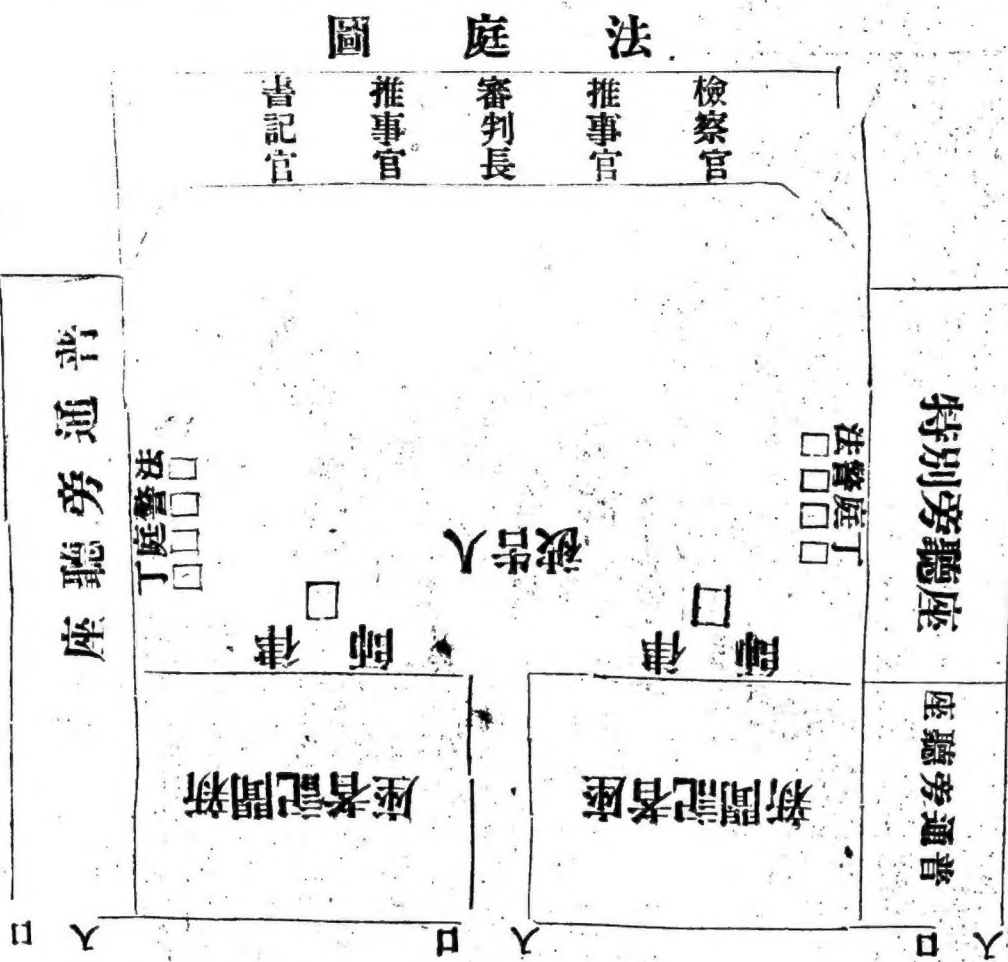 法庭圖
檢察官
推事官
審判長
推事官
書記官
特別旁聽座
普通旁聽座
法警庭丁
被告人
律師
律師
法警庭丁
普通旁聽座
新聞記者座
新聞記者座
入口
入口
入口